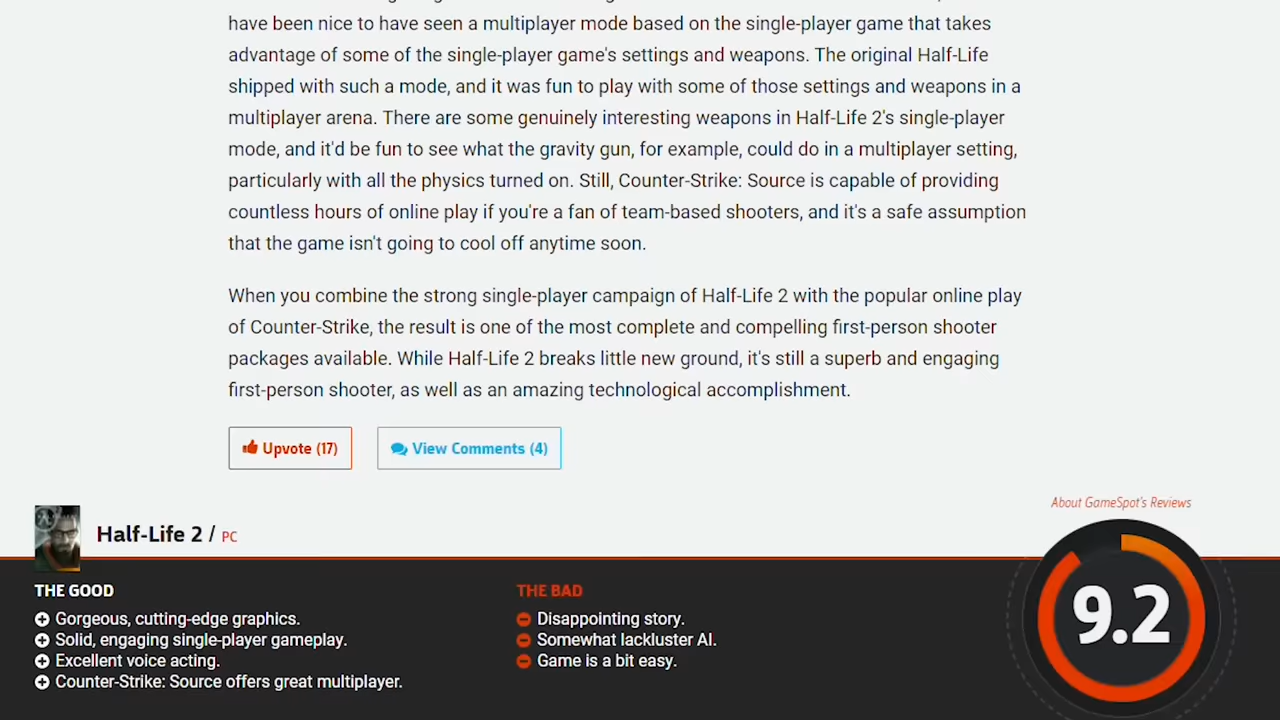 have been nice to have seen a multiplayer mode based on the single-player game that takes
advantage of some of the single-player game's settings and weapons. The original Half-Life
shipped with such a mode, and it was fun to play with some of those settings and weapons in a
multiplayer arena. There are some genuinely interesting weapons in Half-Life 2's single-player
mode, and it'd be fun to see what the gravity gun, for example, could do in a multiplayer setting,
particularly with all the physics turned on. Still, Counter-Strike: Source is capable of providing
countless hours of online play if you're a fan of team-based shooters, and it's a safe assumption
that the game isn't going to cool off anytime soon.
When you combine the strong single-player campaign of Half-Life 2 with the popular online play
of Counter-Strike, the result is one of the most complete and compelling first-person shooter
packages available. While Half-Life 2 breaks little new ground, it's still a superb and engaging
first-person shooter, as well as an amazing technological accomplishment.
Upvote (17)
View Comments (4)
About GameSpot's Reviews
Half-Life 2 / PC
THE GOOD
Gorgeous, cutting-edge graphics.
Solid, engaging single-player gameplay.
Excellent voice acting.
Counter-Strike: Source offers great multiplayer.
THE BAD
Disappointing story.
Somewhat lackluster AI.
Game is a bit easy.
9.2